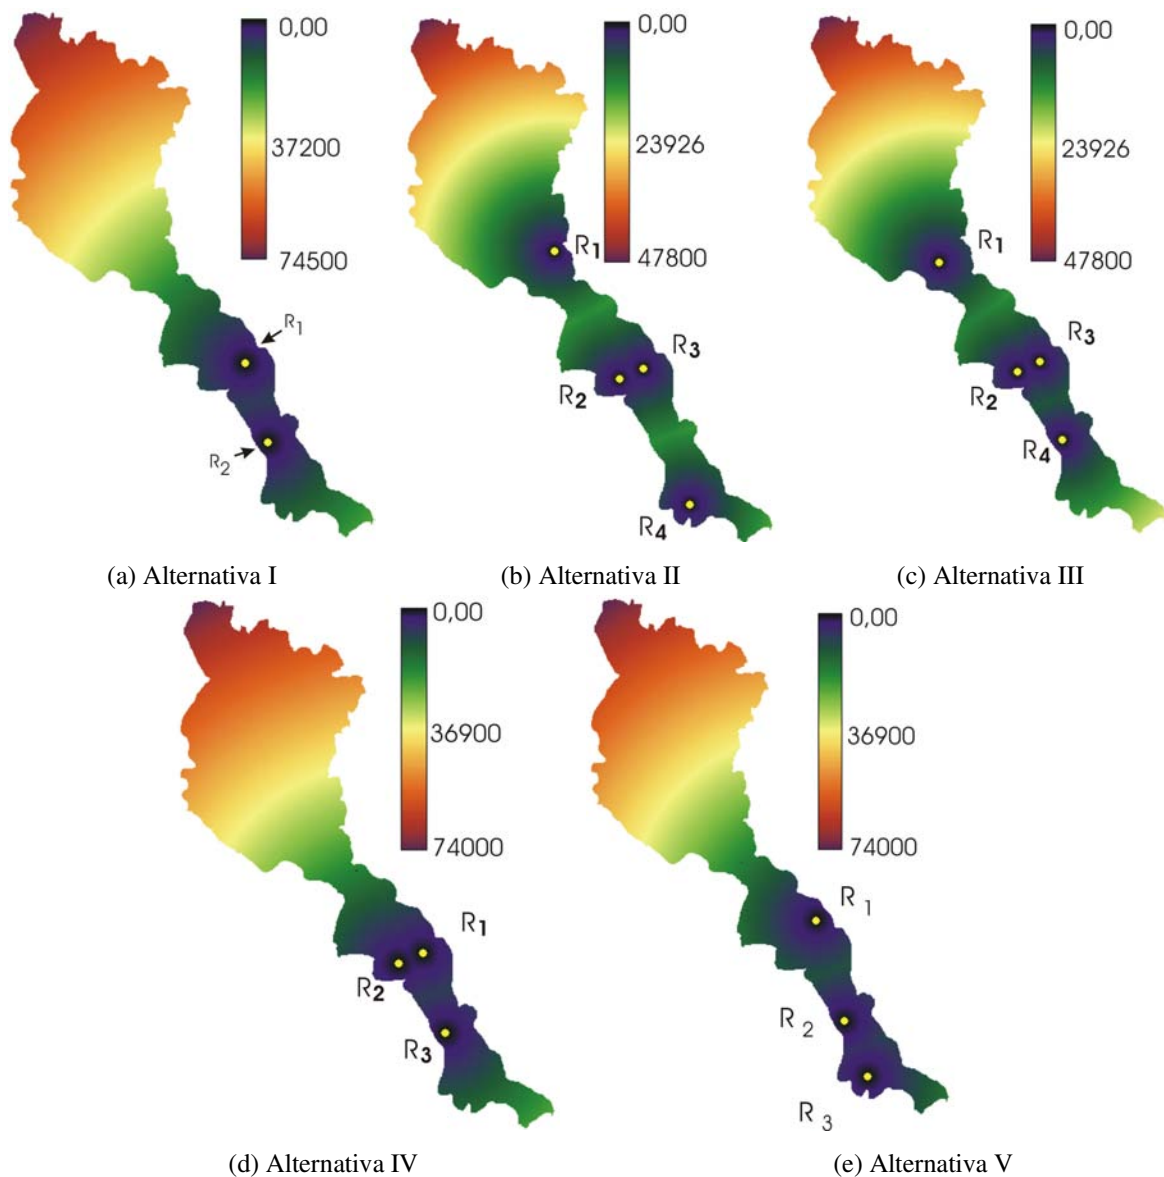 0,00
37200
74500
R1
R2
(a) Alternativa I
0,00
23926
47800
R1
R3
R2
R4
(b) Alternativa II
0,00
23926
47800
R1
R3
R2
R4
(c) Alternativa III
0,00
36900
74000
R1
R2
R3
(d) Alternativa IV
0,00
36900
74000
R 1
R 2
R 3
(e) Alternativa V